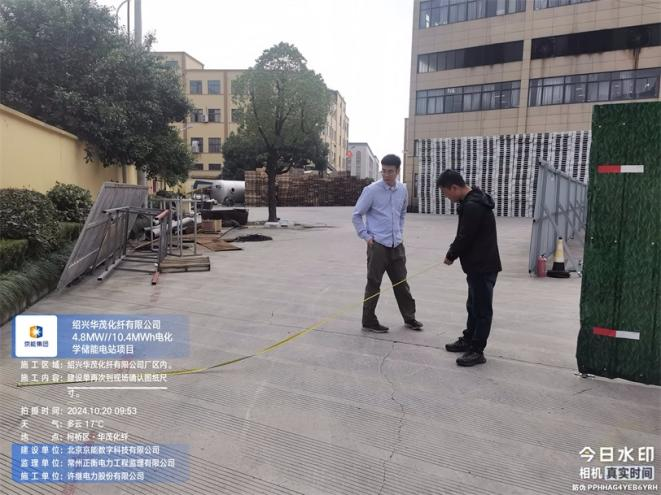 京能集团
绍兴华茂化纤有限公司
4.8MW//10.4MWh电化
学储能电站项目
施工区域: 绍兴华茂化纤有限公司厂区内。
施工内容: 建设单再次到现场确认图纸尺
寸。
拍摄时间: 2024.10.20 09:53
天气: 多云 17℃
地点: 柯桥区·华茂化纤
建设单位: 北京京能数字科技有限公司
监理单位: 常州正衡电力工程监理有限公司
施工单位: 许继电力股份有限公司
今日水印
相机 真实时间
防伪 PPHHAG4YEB6YRH